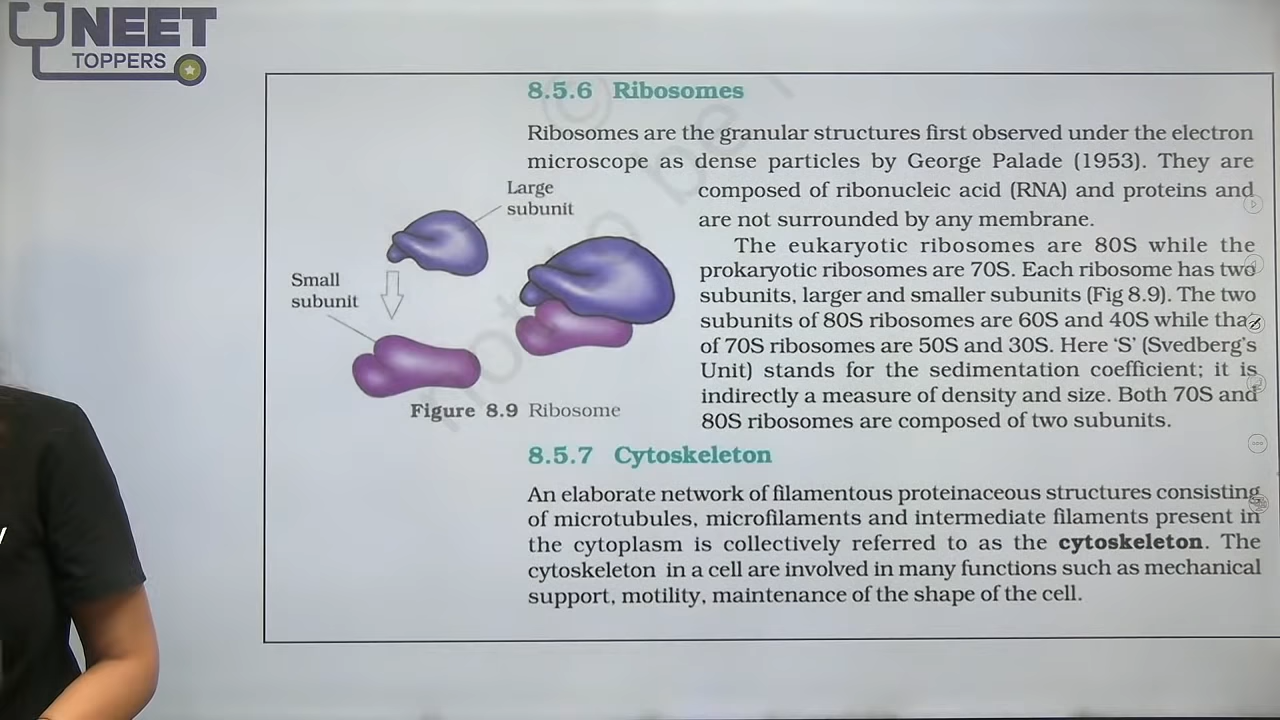 NEET
TOPPERS
8.5.6 Ribosomes
Ribosomes are the granular structures first observed under the electron
microscope as dense particles by George Palade (1953). They are
composed of ribonucleic acid (RNA) and proteins and
are not surrounded by any membrane.
The eukaryotic ribosomes are 80S while the
prokaryotic ribosomes are 70S. Each ribosome has two
subunits, larger and smaller subunits (Fig 8.9). The two
subunits of 80S ribosomes are 60S and 40S while that
of 70S ribosomes are 50S and 30S. Here ‘S’ (Svedberg's
Unit) stands for the sedimentation coefficient; it is
indirectly a measure of density and size. Both 70S and
80S ribosomes are composed of two subunits.
Large
subunit
Small
subunit
Figure 8.9 Ribosome
8.5.7 Cytoskeleton
An elaborate network of filamentous proteinaceous structures consisting
of microtubules, microfilaments and intermediate filaments present in
the cytoplasm is collectively referred to as the cytoskeleton. The
cytoskeleton in a cell are involved in many functions such as mechanical
support, motility, maintenance of the shape of the cell.